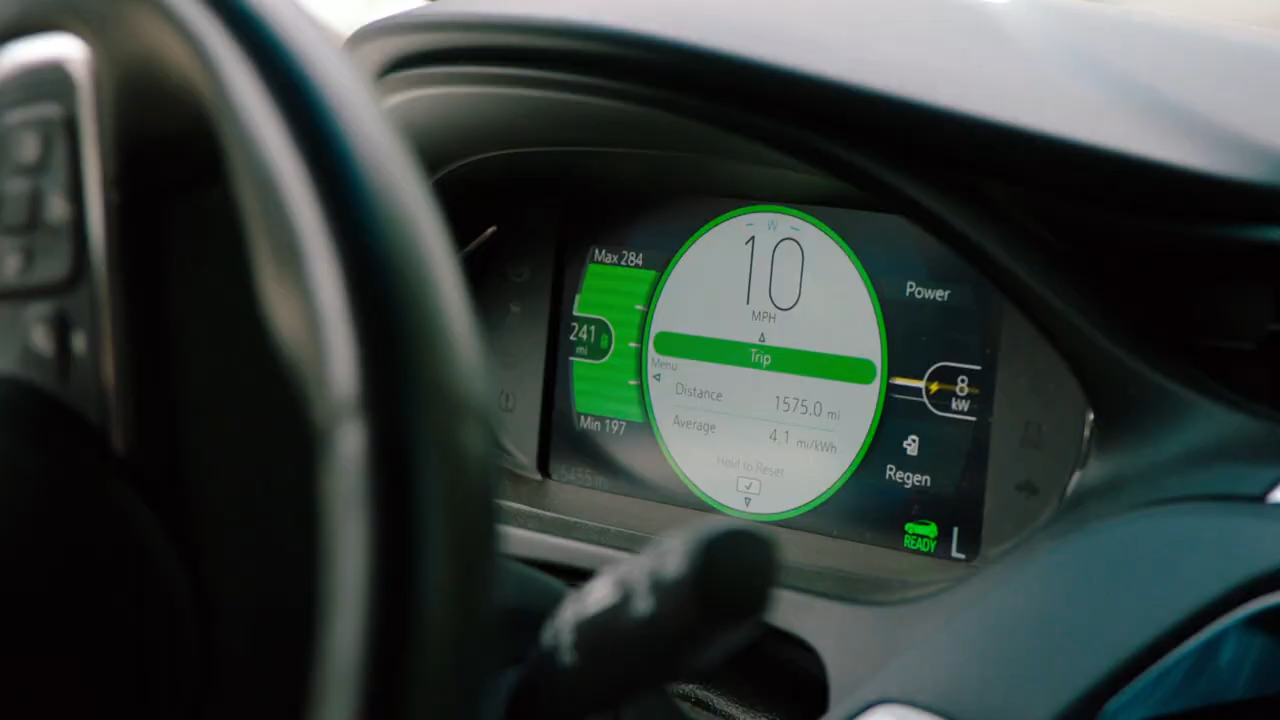 Max 284
241
mi
Min 197
W
10
MPH
Trip
Menu
Distance 1575.0 mi
Average 4.1 mi/kWh
Hold to Reset
Power
8
kW
Regen
READY
L